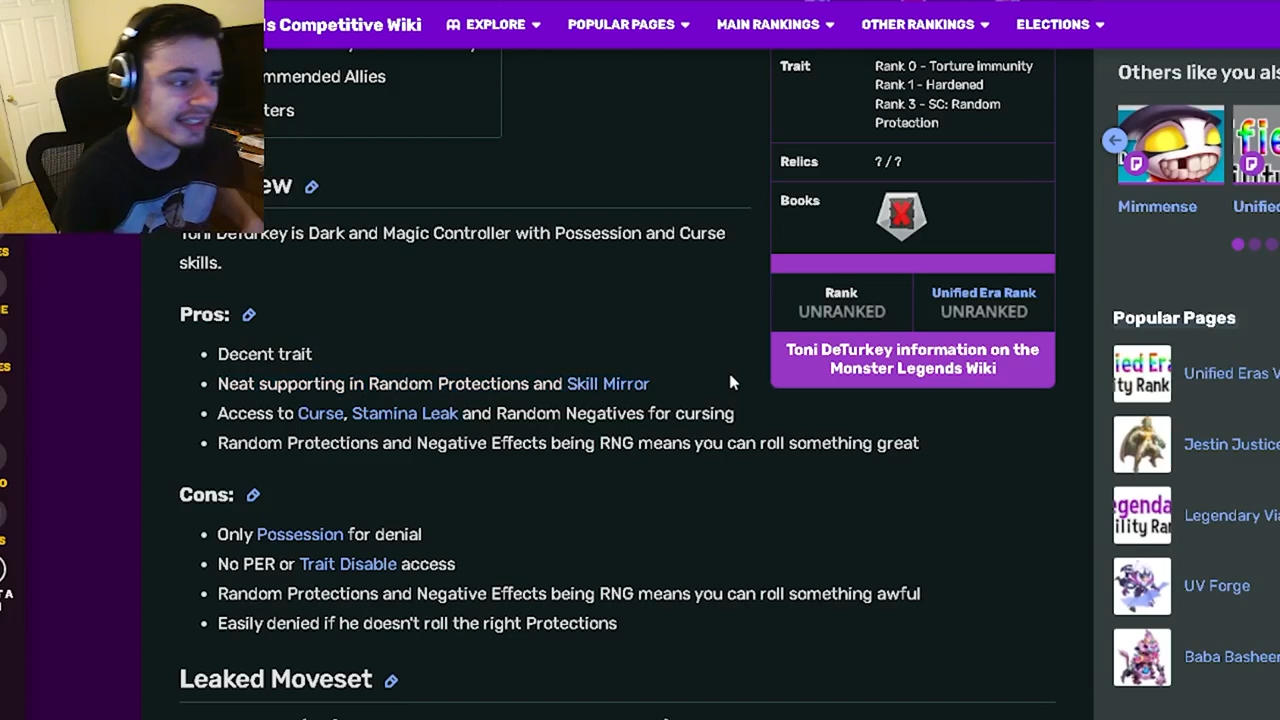 ls Competitive Wiki
EXPLORE
POPULAR PAGES
MAIN RANKINGS
OTHER RANKINGS
ELECTIONS
mmended Allies
ters
ew
Toni DeTurkey is Dark and Magic Controller with Possession and Curse
skills.
Pros:
Decent trait
Neat supporting in Random Protections and Skill Mirror
Access to Curse, Stamina Leak and Random Negatives for cursing
Random Protections and Negative Effects being RNG means you can roll something great
Cons:
Only Possession for denial
No PER or Trait Disable access
Random Protections and Negative Effects being RNG means you can roll something awful
Easily denied if he doesn't roll the right Protections
Leaked Moveset
Trait
Rank 0 - Torture Immunity
Rank 1 - Hardened
Rank 3 - SC: Random
Protection
Relics
? / ?
Books
Rank
UNRANKED
Unified Era Rank
UNRANKED
Toni DeTurkey information on the
Monster Legends Wiki
Others like you als
Mimmense
Unifie
Popular Pages
Unified Eras V
Jestin Justice
Legendary Via
UV Forge
Baba Basheer